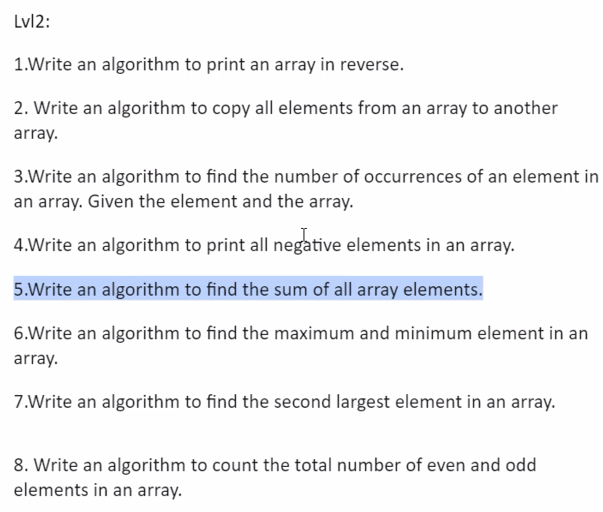 Lvl2:
1.Write an algorithm to print an array in reverse.
2. Write an algorithm to copy all elements from an array to another
array.
3.Write an algorithm to find the number of occurrences of an element in
an array. Given the element and the array.
4.Write an algorithm to print all negative elements in an array.
5.Write an algorithm to find the sum of all array elements.
6.Write an algorithm to find the maximum and minimum element in an
array.
7.Write an algorithm to find the second largest element in an array.
8. Write an algorithm to count the total number of even and odd
elements in an array.